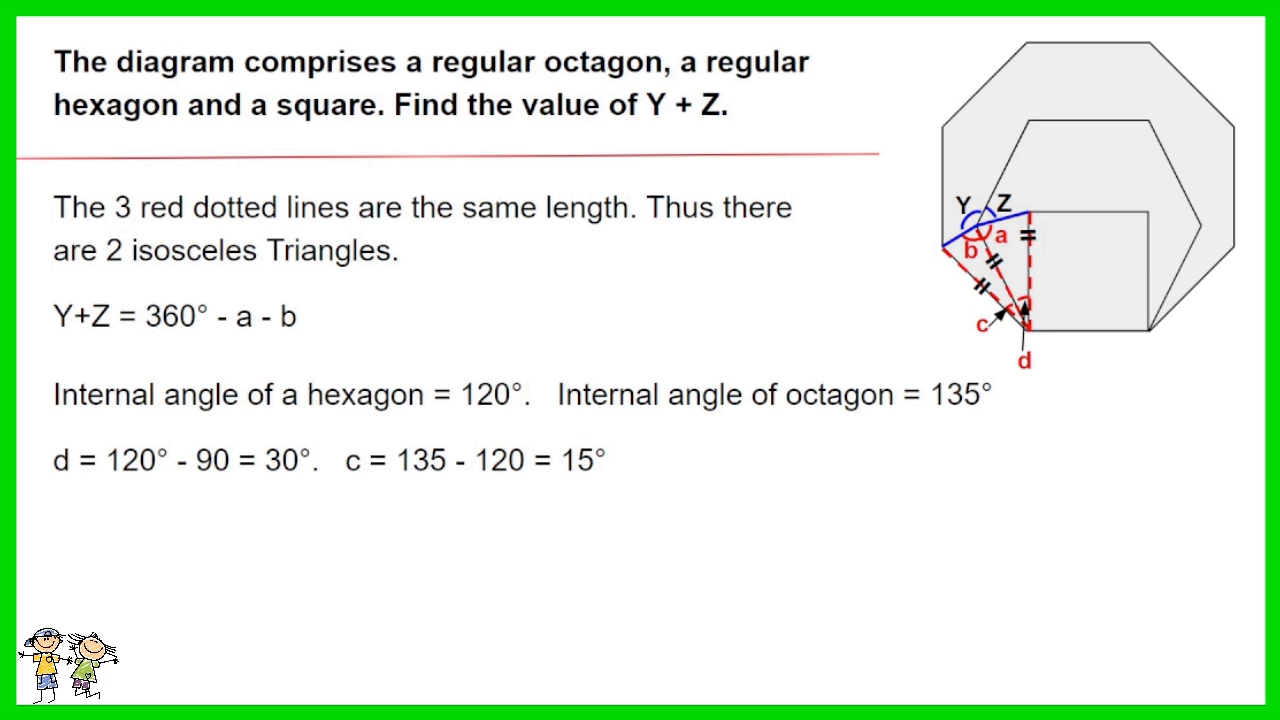 The diagram comprises a regular octagon, a regular
hexagon and a square. Find the value of Y + Z.
The 3 red dotted lines are the same length. Thus there
are 2 isosceles Triangles.
Y+Z = 360° - a - b
Internal angle of a hexagon = 120°. Internal angle of octagon = 135°
d = 120° - 90 = 30°. c = 135 - 120 = 15°
Y Z
b a
c
d